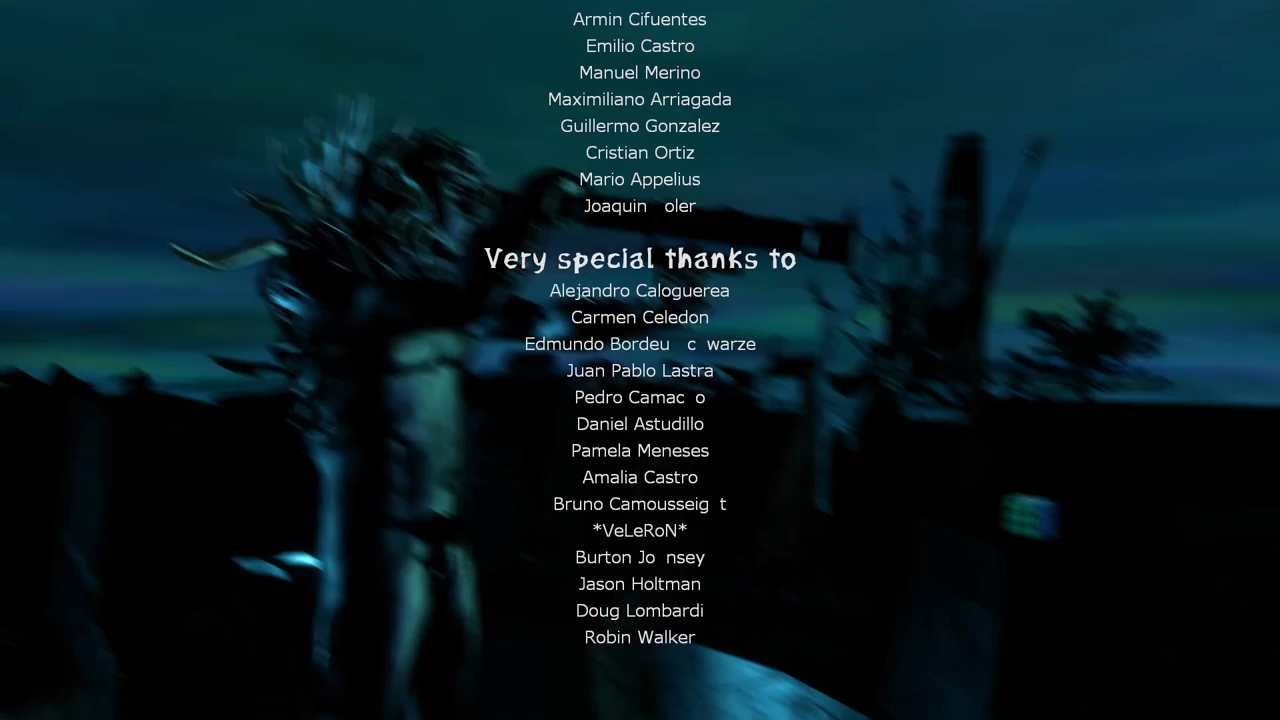 Armin Cifuentes
Emilio Castro
Manuel Merino
Maximiliano Arriagada
Guillermo Gonzalez
Cristian Ortiz
Mario Appelius
Joaquin oler
Very special thanks to
Alejandro Caloguerea
Carmen Celedon
Edmundo Bordeu c warze
Juan Pablo Lastra
Pedro Camac o
Daniel Astudillo
Pamela Meneses
Amalia Castro
Bruno Camousseig t
*VeLeRoN*
Burton Jo nsey
Jason Holtman
Doug Lombardi
Robin Walker